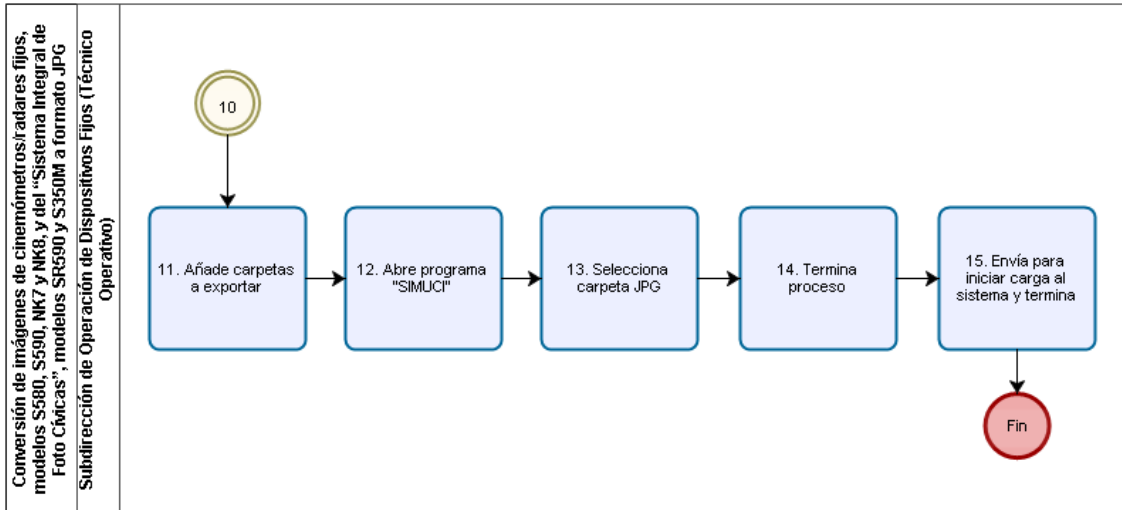 Conversión de imágenes de cinemómetros/radares fijos,
modelos S580, S590, NK7 y NK8, y del “Sistema Integral de
Foto Cívicas”, modelos SR590 y S350M a formato JPG
Subdirección de Operación de Dispositivos Fijos (Técnico
Operativo)
10
11. Añade carpetas
a exportar
12. Abre programa
"SIMUCI"
13. Selecciona
carpeta JPG
14. Termina
proceso
15. Envía para
iniciar carga al
sistema y termina
Fin